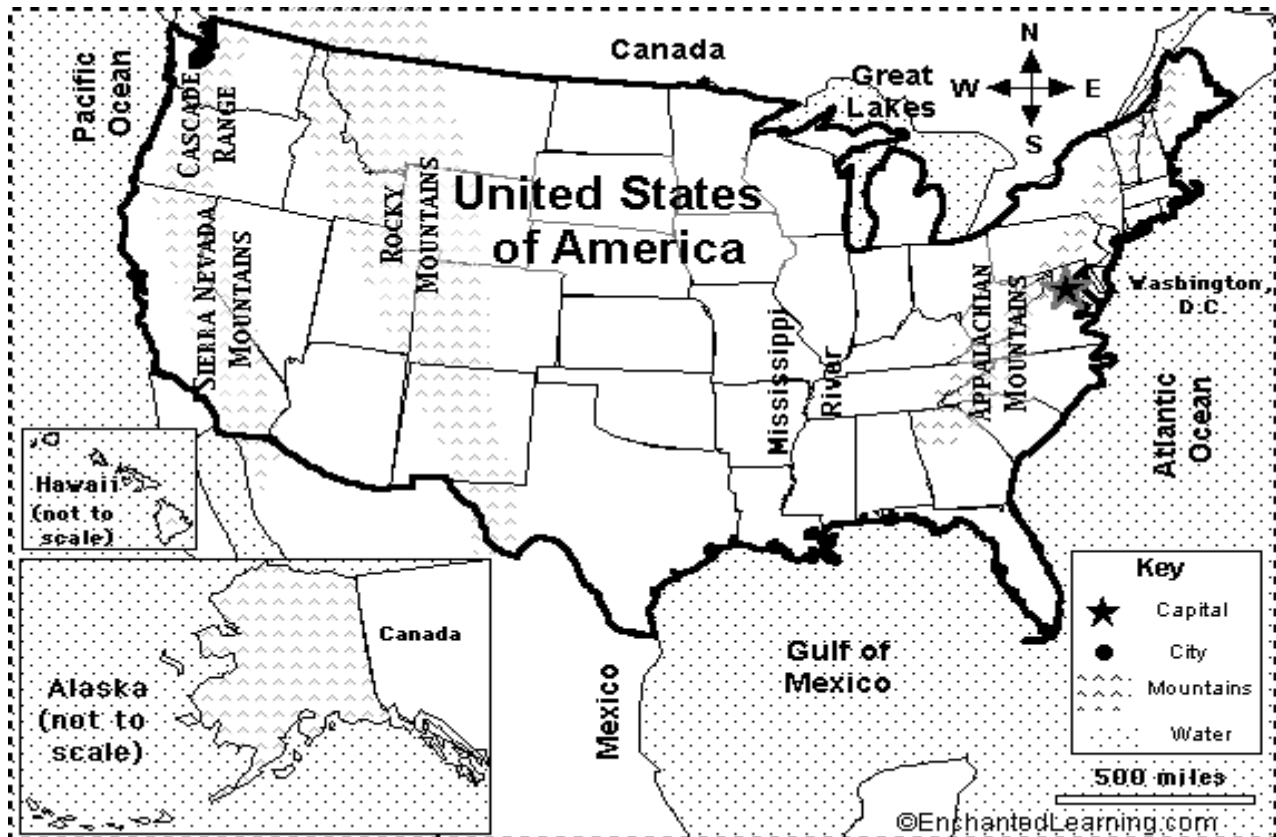 Canada
Pacific
Ocean
Great
Lakes
N
W
E
S
CASCADE
RANGE
ROCKY
MOUNTAINS
United States
of America
SIERRA NEVADA
MOUNTAINS
Mississippi
River
APPALACHIAN
MOUNTAINS
Washington,
D.C.
Atlantic
Ocean
Hawaii
(not to
scale)
Canada
Alaska
(not to
scale)
Mexico
Gulf of
Mexico
Key
Capital
City
Mountains
Water
500 miles
©EnchantedLearning.com